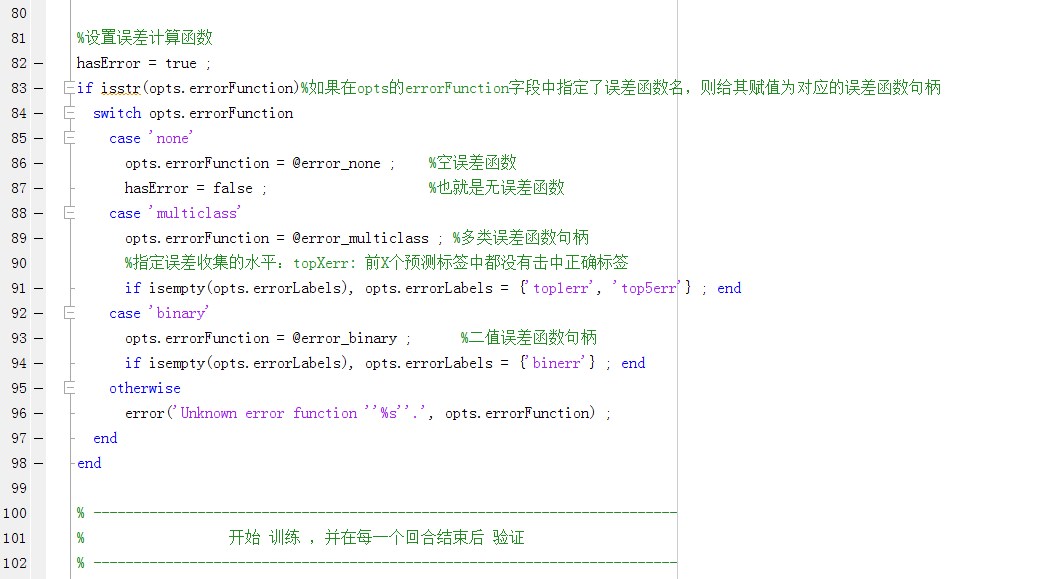 80
81 %设置误差计算函数
82 — hasError = true ;
83 — if isstr(opts.errorFunction)%如果在opts的errorFunction字段中指定了误差函数名，则给其赋值为对应的误差函数句柄
84 — switch opts.errorFunction
85 — case 'none'
86 — opts.errorFunction = @error_none ; %空误差函数
87 — hasError = false ; %也就是无误差函数
88 — case 'multiclass'
89 — opts.errorFunction = @error_multiclass ; %多类误差函数句柄
90 %指定误差收集的水平：topXerr: 前X个预测标签中都没有击中正确标签
91 — if isempty(opts.errorLabels), opts.errorLabels = {'top1err', 'top5err'} ; end
92 — case 'binary'
93 — opts.errorFunction = @error_binary ; %二值误差函数句柄
94 — if isempty(opts.errorLabels), opts.errorLabels = {'binerr'} ; end
95 — otherwise
96 — error('Unknown error function ''%s''.', opts.errorFunction) ;
97 — end
98 — end
99
100 % -------------------------------------------------------------------------
101 % 开始 训练 ，并在每一个回合结束后 验证
102 % -------------------------------------------------------------------------